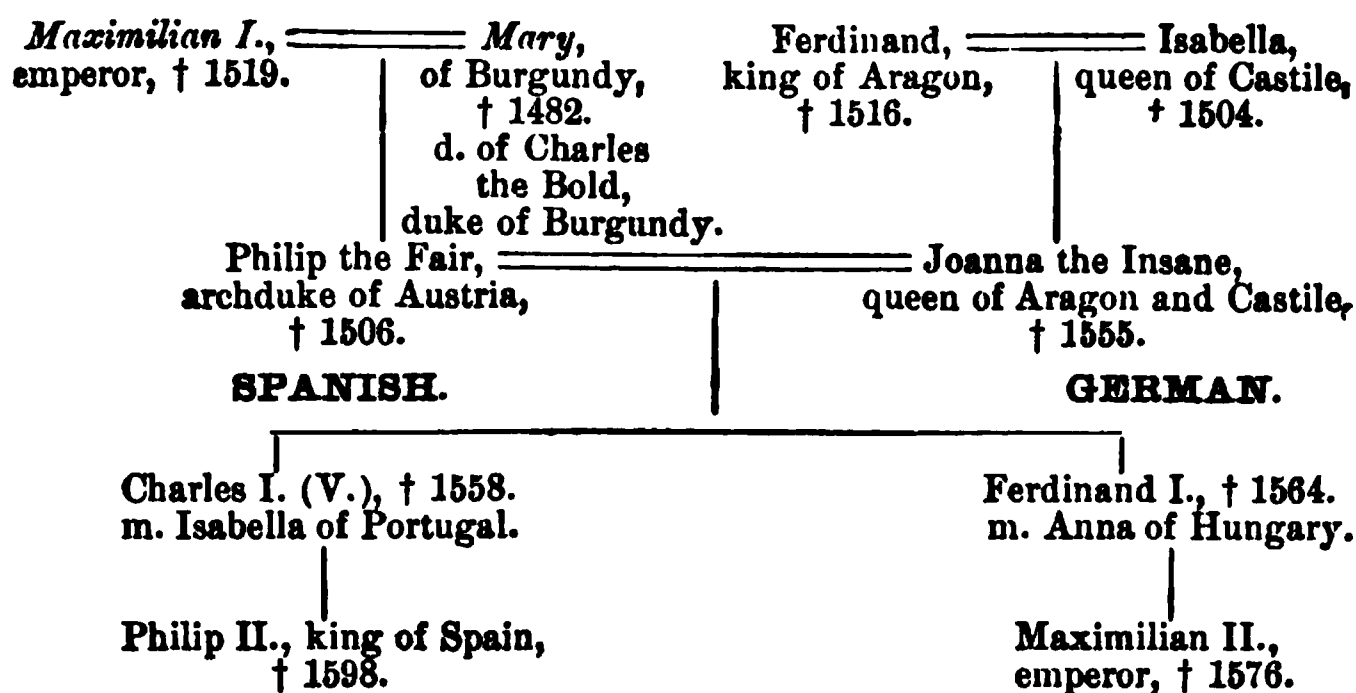 Maximilian I., Mary, Ferdinand, Isabella,
emperor, † 1519. of Burgundy, king of Aragon, queen of Castile,
† 1482. † 1516. † 1504.
d. of Charles
the Bold,
duke of Burgundy.
Philip the Fair, Joanna the Insane,
archduke of Austria, queen of Aragon and Castile,
† 1506. † 1555.
SPANISH. GERMAN.
Charles I. (V.), † 1558. Ferdinand I., † 1564.
m. Isabella of Portugal. m. Anna of Hungary.
Philip II., king of Spain, Maximilian II.,
† 1598. emperor, † 1576.